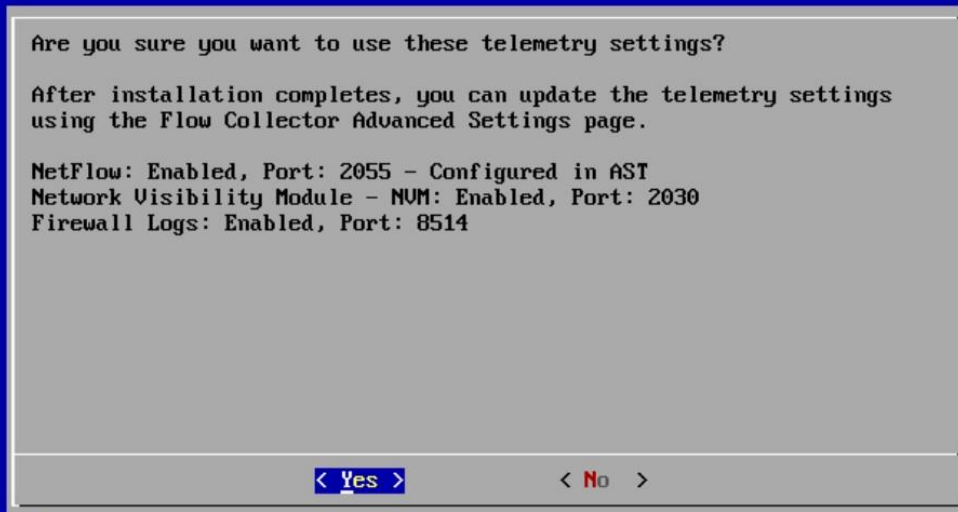 Are you sure you want to use these telemetry settings?
After installation completes, you can update the telemetry settings
using the Flow Collector Advanced Settings page.
NetFlow: Enabled, Port: 2055 - Configured in AST
Network Visibility Module - NVM: Enabled, Port: 2030
Firewall Logs: Enabled, Port: 8514
< Yes > < No >